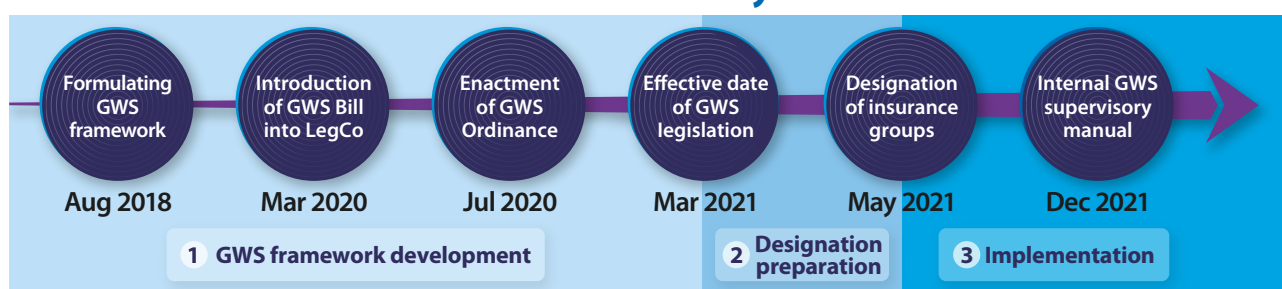 Formulating
GWS
framework
Introduction
of GWS Bill
into LegCo
Enactment
of GWS
Ordinance
Effective date
of GWS
legislation
Designation
of insurance
groups
Internal GWS
supervisory
manual
Aug 2018
Mar 2020
Jul 2020
Mar 2021
May 2021
Dec 2021
1 GWS framework development
2 Designation
preparation
3 Implementation